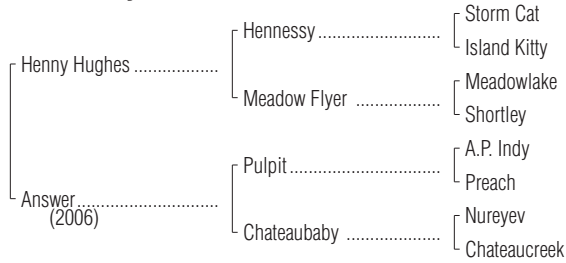 Storm Cat
Hennessy
Island Kitty
Henny Hughes
Meadowlake
Meadow Flyer
Shortley
A.P. Indy
Pulpit
Preach
Answer
(2006)
Nureyev
Chateaubaby
Chateaucreek